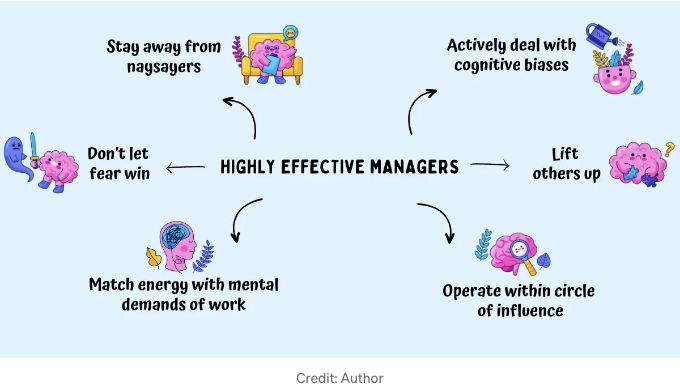 Stay away from
naysayers
Actively deal with
cognitive biases
Don't let
fear win
HIGHLY EFFECTIVE MANAGERS
Lift
others up
?
Match energy with mental
demands of work
Operate within circle
of influence
Credit: Author